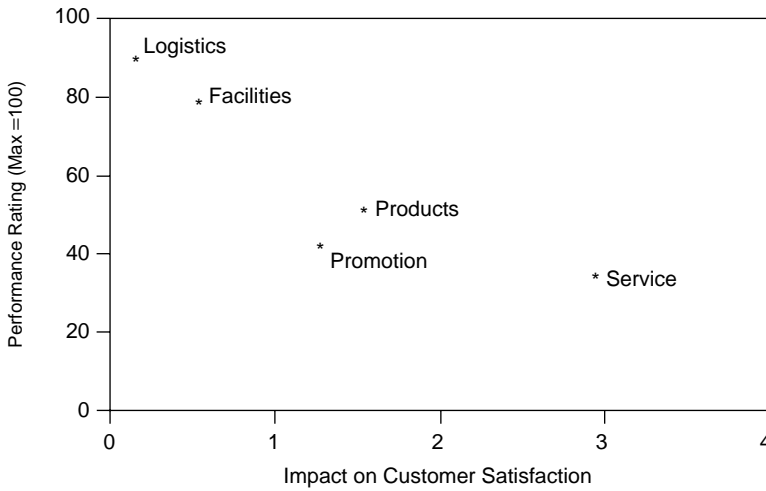 100
Logistics
*
80
* Facilities
60
* Products
*
40
Promotion
* Service
20
0
0 1 2 3 4
Performance Rating (Max =100)
Impact on Customer Satisfaction